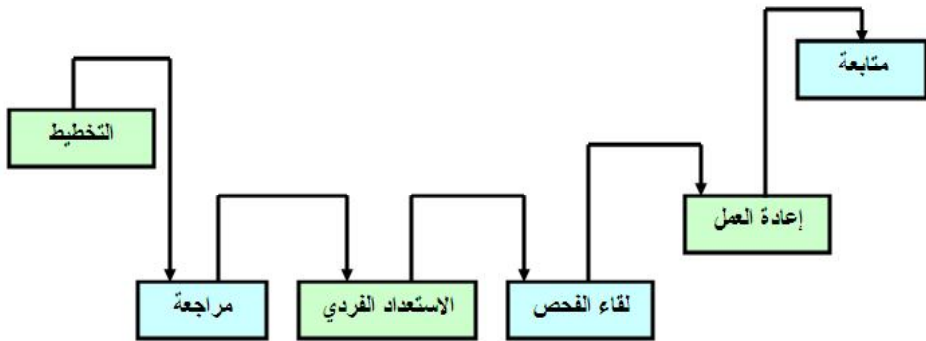 التخطيط
مراجعة
الاستعداد الفردي
لقاء الفحص
إعادة العمل
متابعة